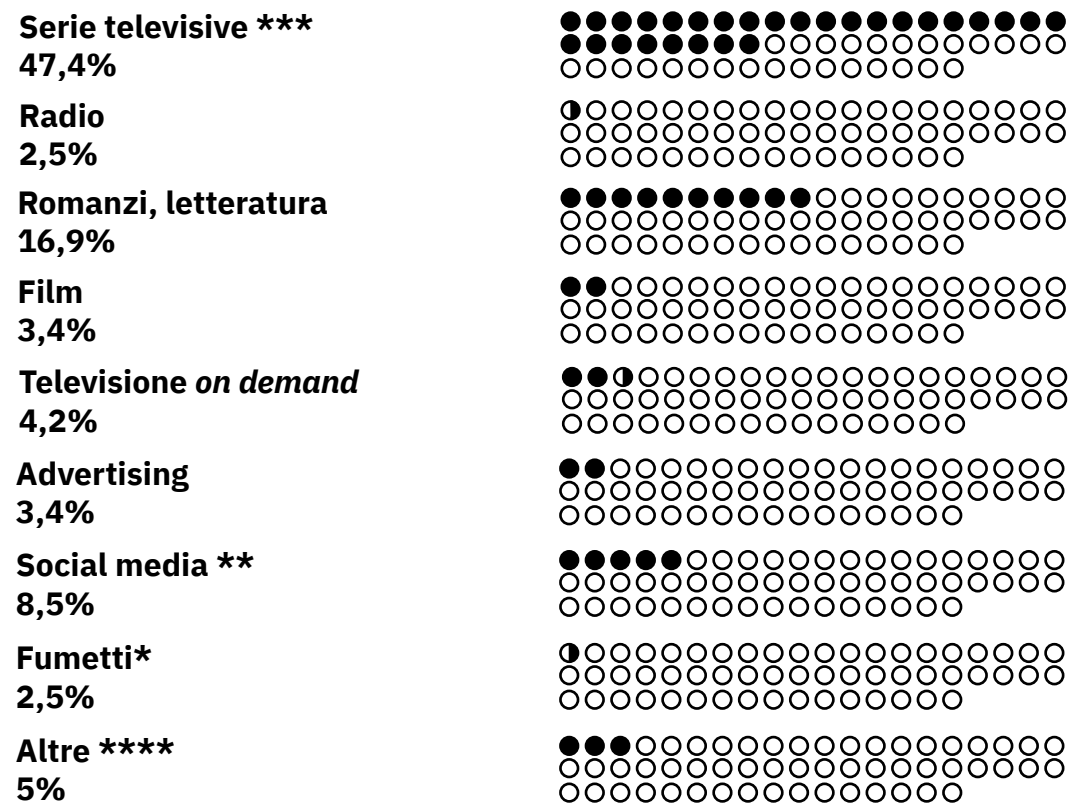 Serie televisive ***
47,4%
Radio
2,5%
Romanzi, letteratura
16,9%
Film
3,4%
Televisione on demand
4,2%
Advertising
3,4%
Social media **
8,5%
Fumetti*
2,5%
Altre ****
5%